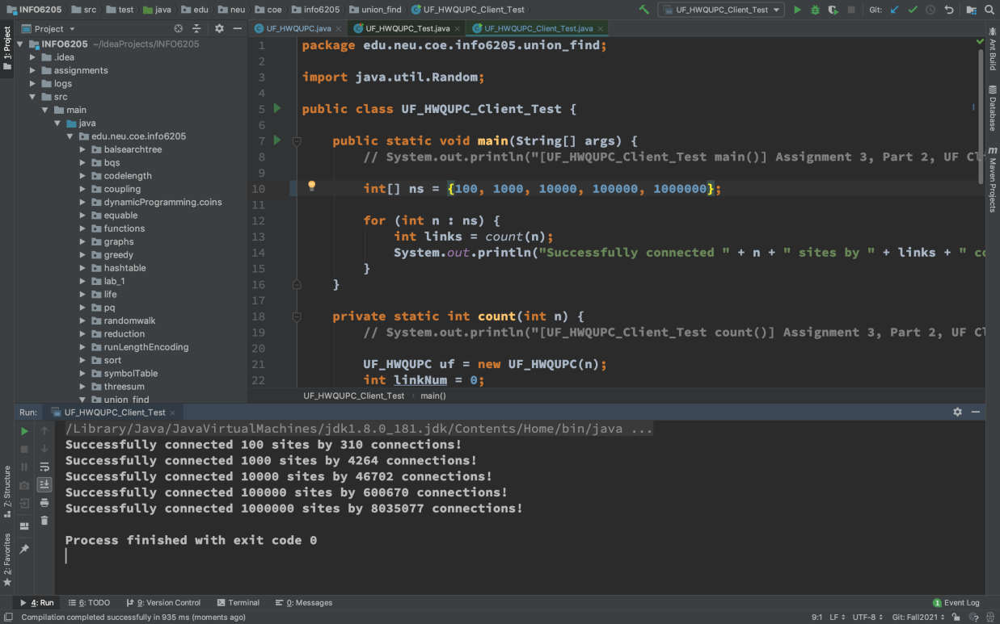 INFO6205 src test java edu neu coe info6205 union_find UF_HWQUPC_Client_Test UF_HWQUPC_Client_Test Git:
Project UF_HWQUPC.java UF_HWQUPC_Test.java UF_HWQUPC_Client_Test.java
1: Project
INFO6205 ~/IdeaProjects/INFO6205
.idea
assignments
logs
src
main
java
edu.neu.coe.info6205
balsearchtree
bqs
codelength
coupling
dynamicProgramming.coins
equable
functions
graphs
greedy
hashtable
lab_1
life
pq
randomwalk
reduction
runLengthEncoding
sort
symbolTable
threesum
union_find
1 package edu.neu.coe.info6205.union_find;
2
3 import java.util.Random;
4
5 public class UF_HWQUPC_Client_Test {
6
7 public static void main(String[] args) {
8 // System.out.println("[UF_HWQUPC_Client_Test main()] Assignment 3, Part 2, UF Cl
9
10 int[] ns = {100, 1000, 10000, 100000, 1000000};
11
12 for (int n : ns) {
13 int links = count(n);
14 System.out.println("Successfully connected " + n + " sites by " + links + " co
15 }
16 }
17
18 private static int count(int n) {
19 // System.out.println("[UF_HWQUPC_Client_Test count()] Assignment 3, Part 2, UF Cl
20
21 UF_HWQUPC uf = new UF_HWQUPC(n);
22 int linkNum = 0;
UF_HWQUPC_Client_Test main()
Ant Build
Database
Maven Projects
Run: UF_HWQUPC_Client_Test
/Library/Java/JavaVirtualMachines/jdk1.8.0_181.jdk/Contents/Home/bin/java ...
Successfully connected 100 sites by 310 connections!
Successfully connected 1000 sites by 4264 connections!
Successfully connected 10000 sites by 46702 connections!
Successfully connected 100000 sites by 600670 connections!
Successfully connected 1000000 sites by 8035077 connections!
Process finished with exit code 0
Z: Structure
2: Favorites
4: Run 6: TODO 9: Version Control Terminal 0: Messages 1 Event Log
Compilation completed successfully in 935 ms (moments ago) 9:1 LF UTF-8 Git: Fall2021